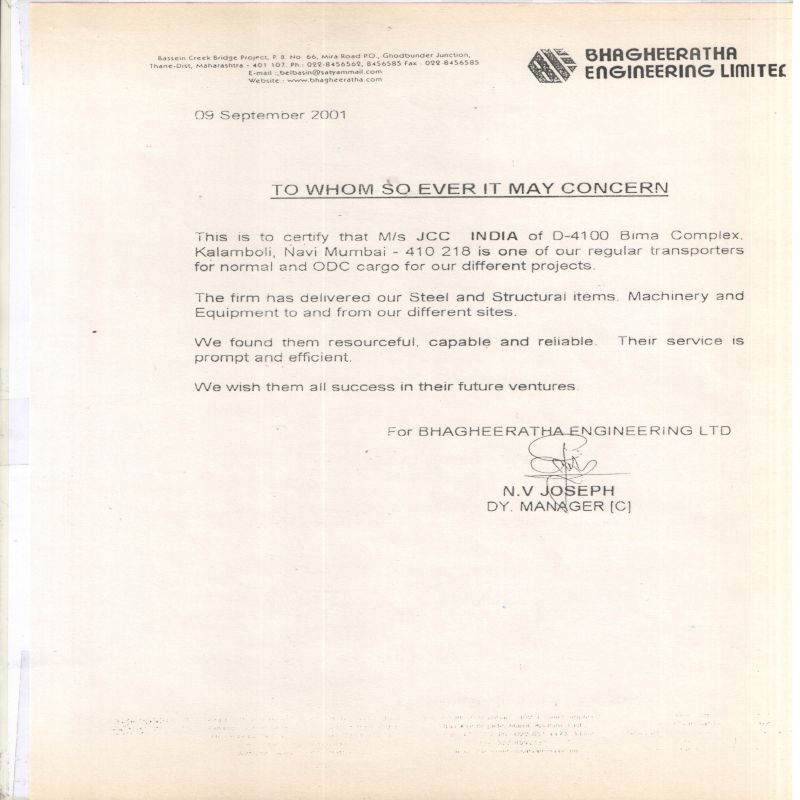 Bassein Creek Bridge Project, P. B. No. 66, Mira Road P.O., Ghodbunder Junction,
Thane-Dist, Maharashtra - 401 107. Ph.: 022-8456562, 8456585 Fax : 022-8456585
E-mail : belbasin@satyammail.com
Website : www.bhagheeratha.com
BHAGHEERATHA
ENGINEERING LIMITED
09 September 2001
TO WHOM SO EVER IT MAY CONCERN
This is to certify that M/s JCC INDIA of D-4100 Bima Complex,
Kalamboli, Navi Mumbai - 410 218 is one of our regular transporters
for normal and ODC cargo for our different projects.
The firm has delivered our Steel and Structural items, Machinery and
Equipment to and from our different sites.
We found them resourceful, capable and reliable. Their service is
prompt and efficient.
We wish them all success in their future ventures.
For BHAGHEERATHA ENGINEERING LTD
N.V JOSEPH
DY. MANAGER [C]